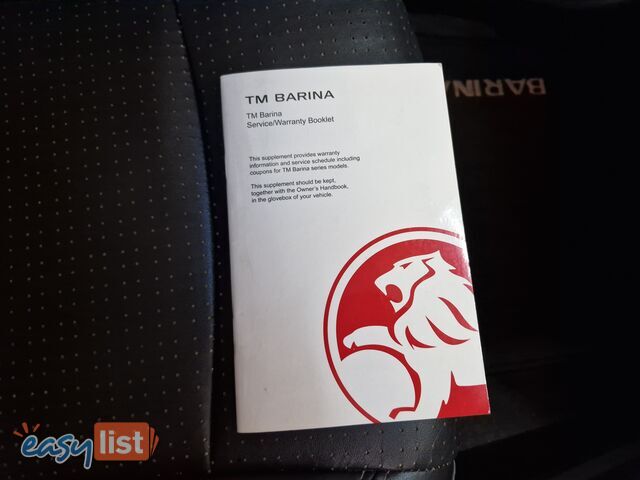 TM BARINA
TM Barina
Service/Warranty Booklet
This supplement provides warranty
information and service schedule including
coupons for TM Barina series models.
This supplement should be kept,
together with the Owner's Handbook,
in the glovebox of your vehicle.
BARINA
easy list